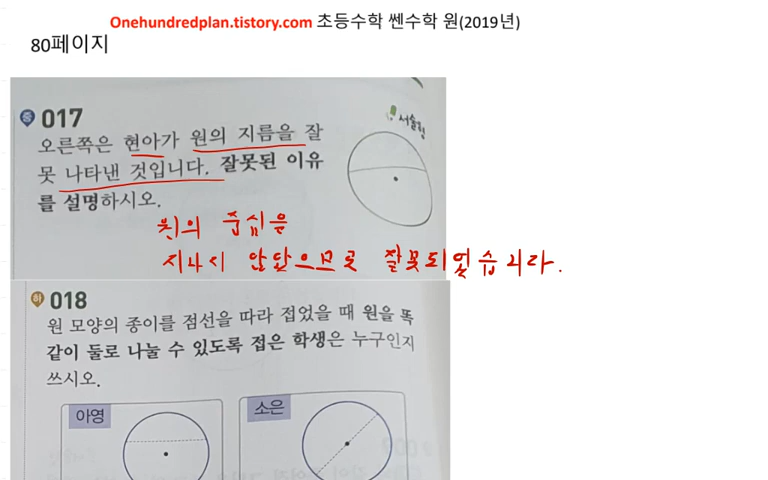 Onehundredplan.tistory.com 초등수학 쎈수학 원(2019년)
80페이지
중 017
서술형
오른쪽은 현아가 원의 지름을 잘
못 나타낸 것입니다. 잘못된 이유
를 설명하시오.
원의 중심을
지나지 않았으므로 잘못되었습니다.
하 018
원 모양의 종이를 점선을 따라 접었을 때 원을 똑
같이 둘로 나눌 수 있도록 접은 학생은 누구인지
쓰시오.
아영
소은